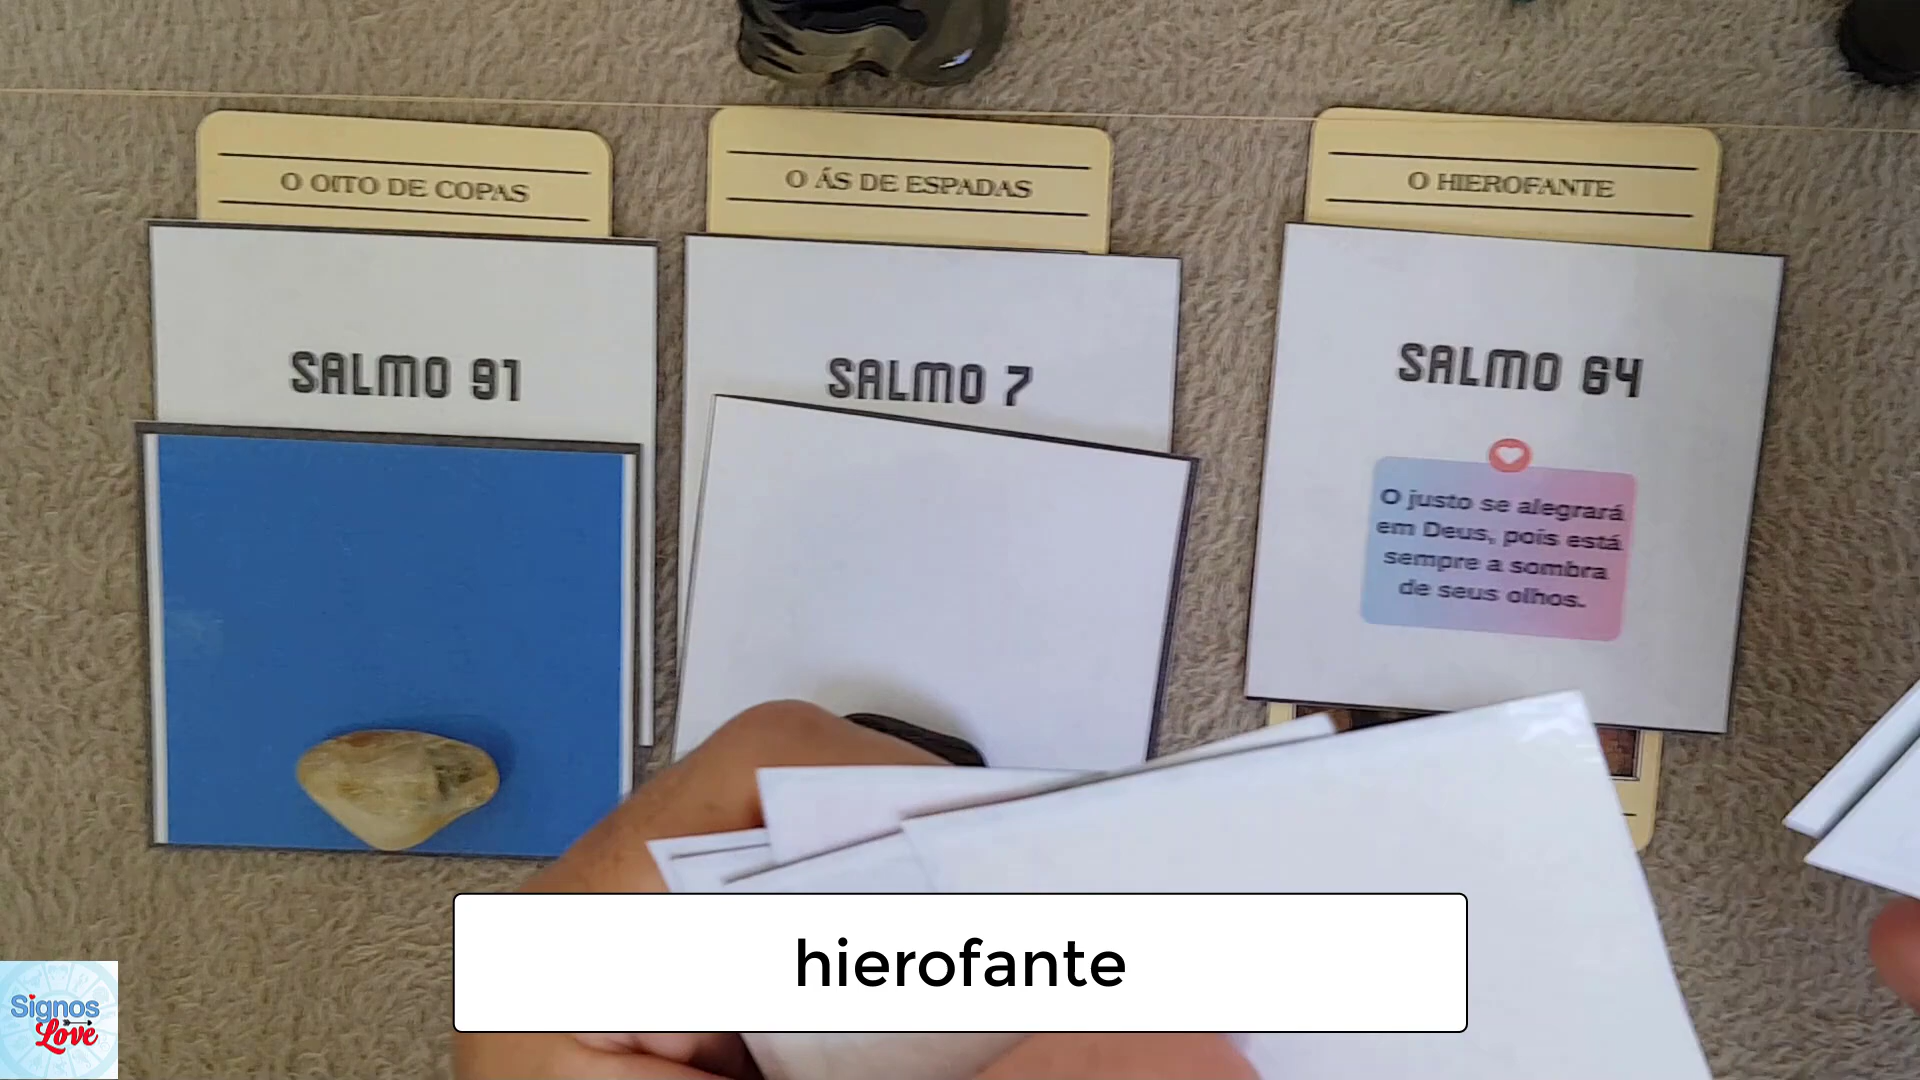 O OITO DE COPAS
O ÁS DE ESPADAS
O HIEROFANTE
SALMO 91
SALMO 7
SALMO 64
O justo se alegrará
em Deus, pois está
sempre a sombra
de seus olhos.
hierofante
Signos
Love